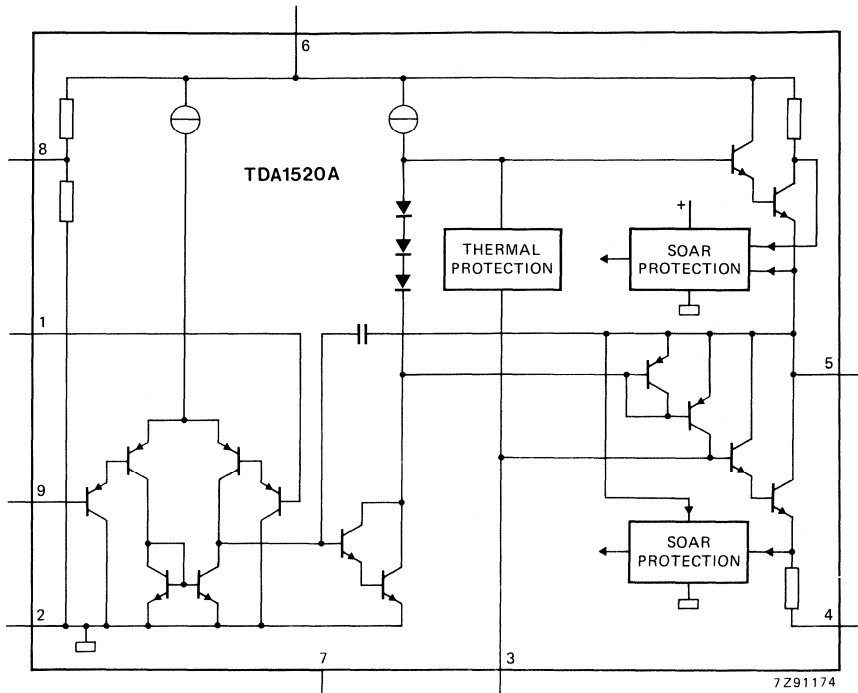 6
8
TDA1520A
+
THERMAL
PROTECTION
SOAR
PROTECTION
1
5
9
SOAR
PROTECTION
2
4
7
3
7Z91174